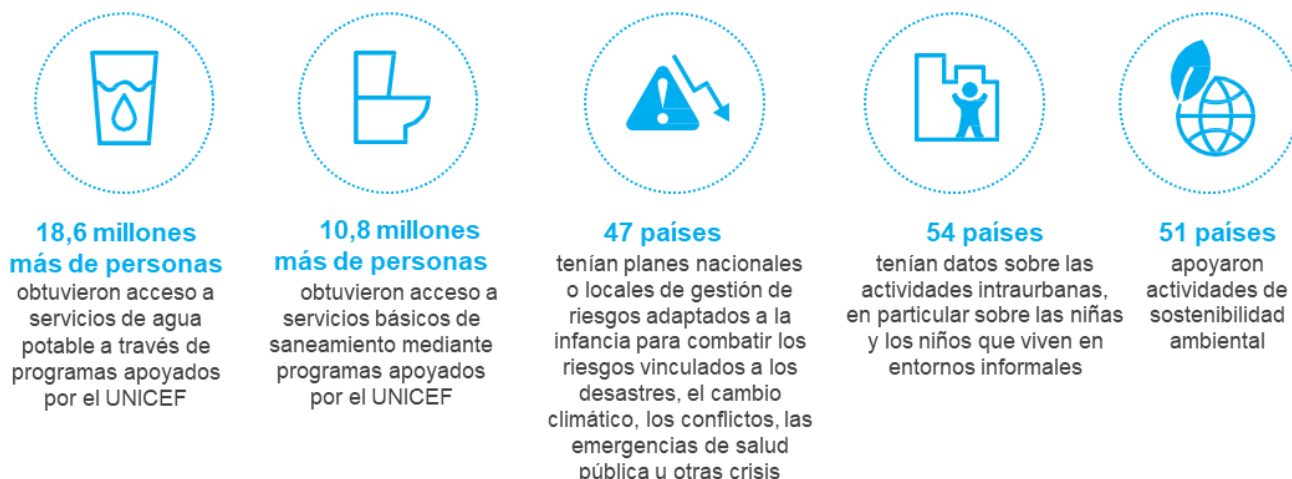 18,6 millones
más de personas
obtuvieron acceso a
servicios de agua
potable a través de
programas apoyados
por el UNICEF
10,8 millones
más de personas
obtuvieron acceso a
servicios básicos de
saneamiento mediante
programas apoyados
por el UNICEF
47 países
tenían planes nacionales
o locales de gestión de
riesgos adaptados a la
infancia para combatir los
riesgos vinculados a los
desastres, el cambio
climático, los conflictos, las
emergencias de salud
pública u otras crisis
54 países
tenían datos sobre las
actividades intraurbanas,
en particular sobre las niñas
y los niños que viven en
entornos informales
51 países
apoyaron
actividades de
sostenibilidad
ambiental